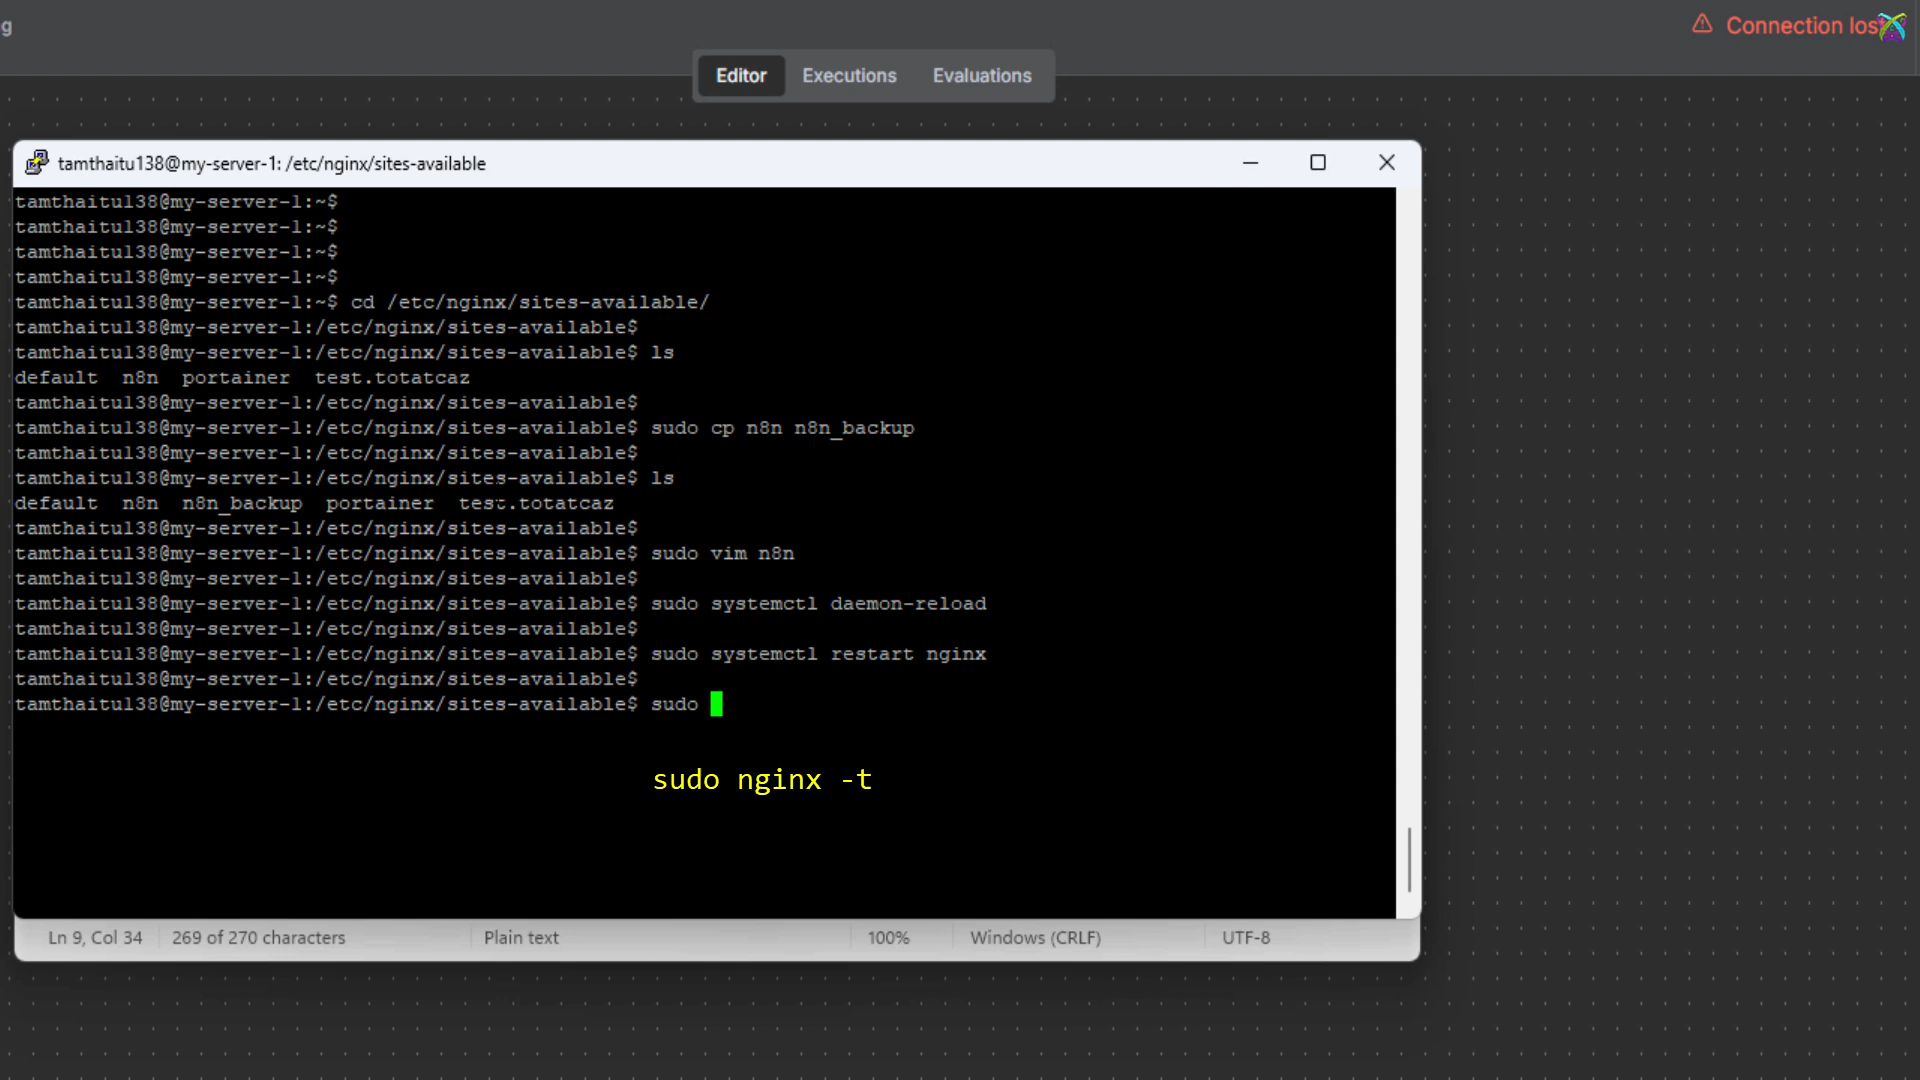 g
Connection los
Editor Executions Evaluations
tamthaitu138@my-server-1: /etc/nginx/sites-available
tamthaitu138@my-server-1:~$
tamthaitu138@my-server-1:~$
tamthaitu138@my-server-1:~$
tamthaitu138@my-server-1:~$
tamthaitu138@my-server-1:~$ cd /etc/nginx/sites-available/
tamthaitu138@my-server-1:/etc/nginx/sites-available$
tamthaitu138@my-server-1:/etc/nginx/sites-available$ ls
default  n8n  portainer  test.totatcaz
tamthaitu138@my-server-1:/etc/nginx/sites-available$
tamthaitu138@my-server-1:/etc/nginx/sites-available$ sudo cp n8n n8n_backup
tamthaitu138@my-server-1:/etc/nginx/sites-available$
tamthaitu138@my-server-1:/etc/nginx/sites-available$ ls
default  n8n  n8n_backup  portainer  test.totatcaz
tamthaitu138@my-server-1:/etc/nginx/sites-available$
tamthaitu138@my-server-1:/etc/nginx/sites-available$ sudo vim n8n
tamthaitu138@my-server-1:/etc/nginx/sites-available$
tamthaitu138@my-server-1:/etc/nginx/sites-available$ sudo systemctl daemon-reload
tamthaitu138@my-server-1:/etc/nginx/sites-available$
tamthaitu138@my-server-1:/etc/nginx/sites-available$ sudo systemctl restart nginx
tamthaitu138@my-server-1:/etc/nginx/sites-available$
tamthaitu138@my-server-1:/etc/nginx/sites-available$ sudo
sudo nginx -t
Ln 9, Col 34 269 of 270 characters Plain text 100% Windows (CRLF) UTF-8